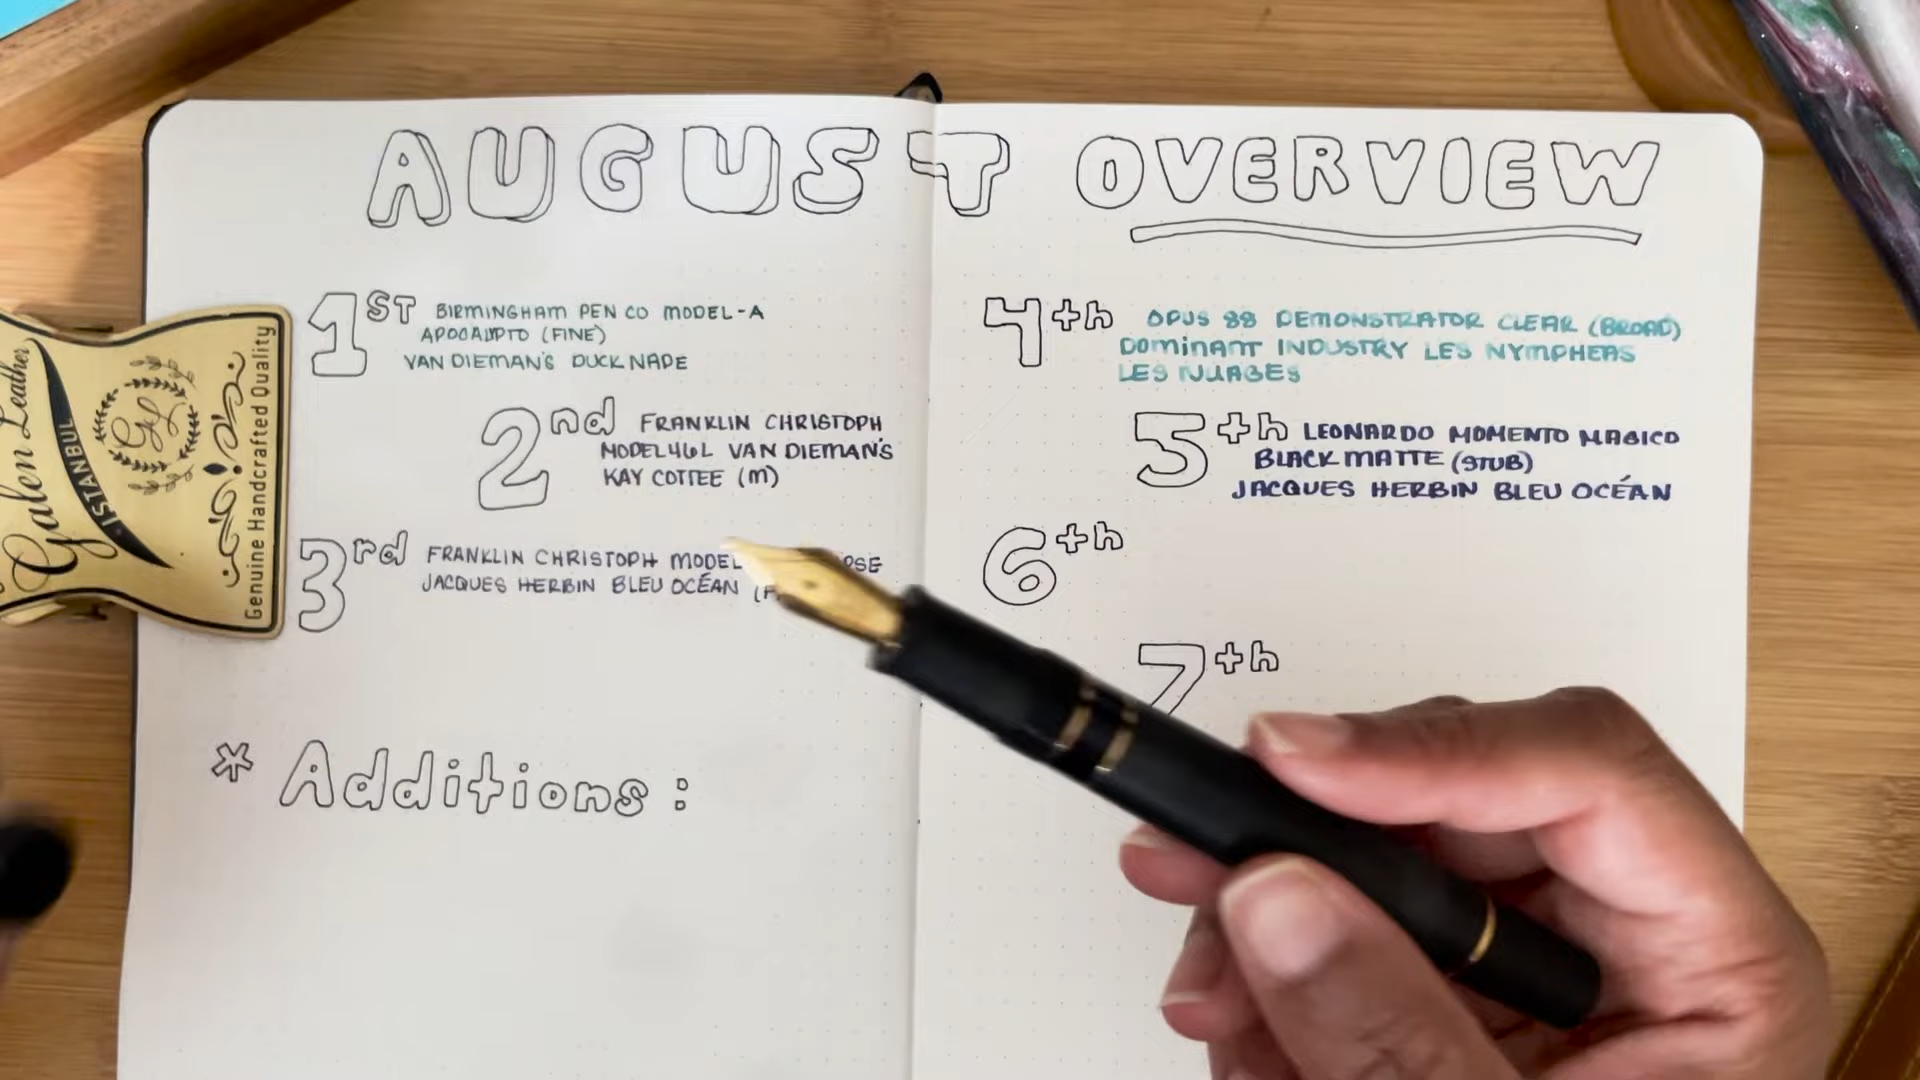 AUGUST OVERVIEW
Galen Leather
ISTANBUL
GL
Genuine Handcrafted Quality
1ST BIRMINGHAM PEN CO MODEL-A
APOCALYPTO (FINE)
VAN DIEMAN'S DUCK NAPE
2nd FRANKLIN CHRISTOPH
MODEL 46L VAN DIEMAN'S
KAY COTTEE (M)
3rd FRANKLIN CHRISTOPH MODEL
JACQUES HERBIN BLEU OCÉAN
* Additions:
4th OPUS 88 DEMONSTRATOR CLEAR (BROAD)
DOMINANT INDUSTRY LES NYMPHEAS
LES NUAGES
5th LEONARDO MOMENTO MAGICO
BLACK MATTE (STUB)
JACQUES HERBIN BLEU OCÉAN
6th
7th